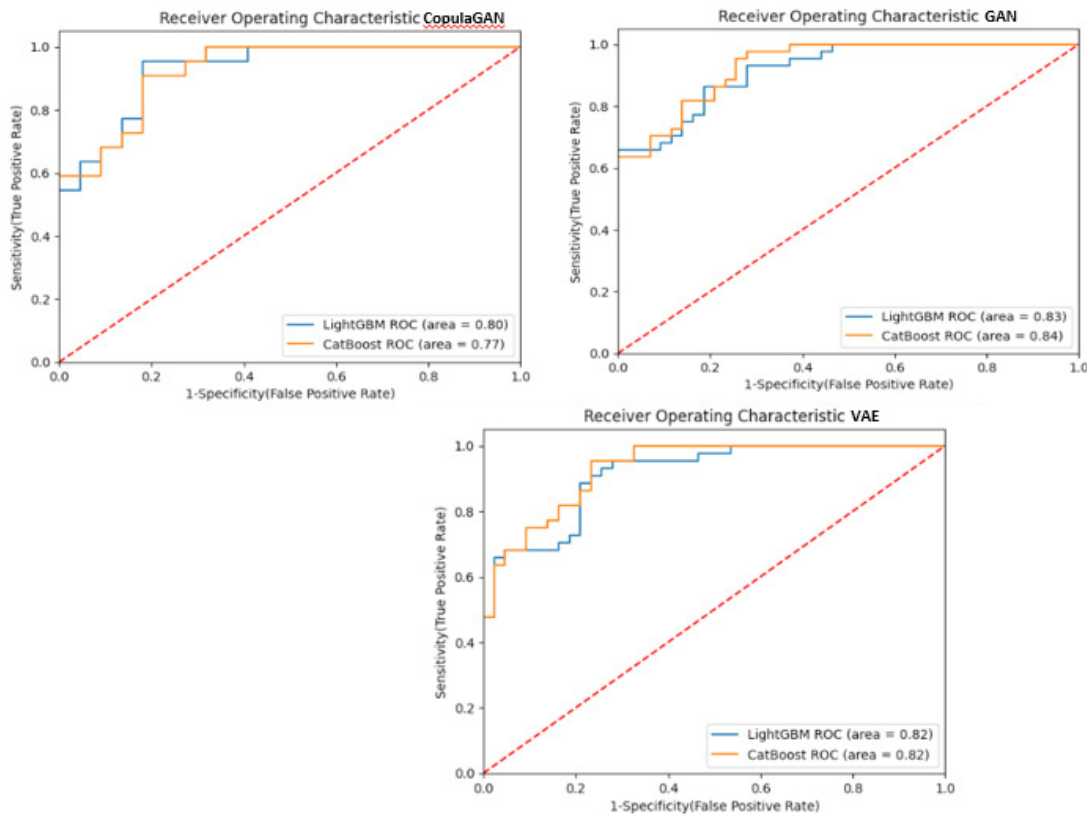 Receiver Operating Characteristic CopulaGAN
1.0
0.8
0.6
0.4
0.2
0.0
Sensitivity(True Positive Rate)
LightGBM ROC (area = 0.80)
CatBoost ROC (area = 0.77)
0.0 0.2 0.4 0.6 0.8 1.0
1-Specificity(False Positive Rate)
Receiver Operating Characteristic GAN
1.0
0.8
0.6
0.4
0.2
0.0
Sensitivity(True Positive Rate)
LightGBM ROC (area = 0.83)
CatBoost ROC (area = 0.84)
0.0 0.2 0.4 0.6 0.8 1.0
1-Specificity(False Positive Rate)
Receiver Operating Characteristic VAE
1.0
0.8
0.6
0.4
0.2
0.0
Sensitivity(True Positive Rate)
LightGBM ROC (area = 0.82)
CatBoost ROC (area = 0.82)
0.0 0.2 0.4 0.6 0.8 1.0
1-Specificity(False Positive Rate)